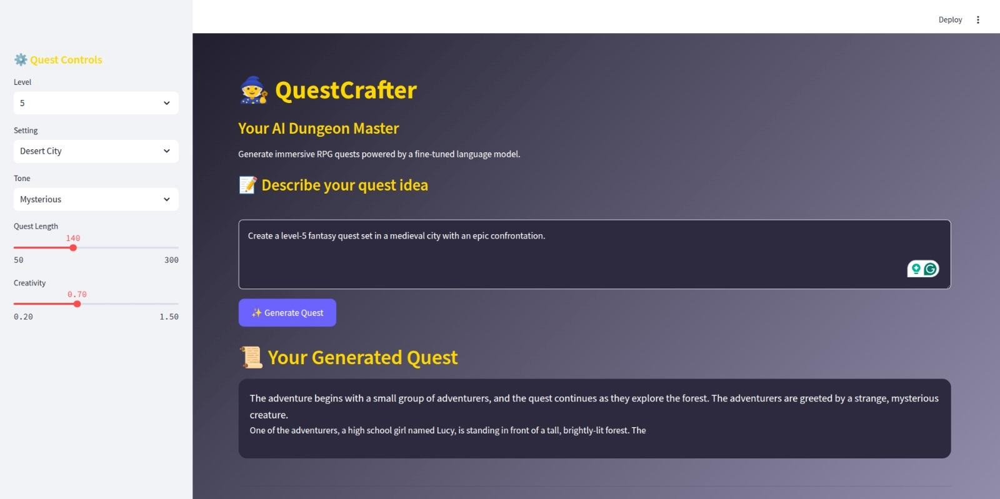 Deploy
Quest Controls
Level
5
Setting
Desert City
Tone
Mysterious
Quest Length
140
50 300
Creativity
0.70
0.20 1.50
QuestCrafter
Your AI Dungeon Master
Generate immersive RPG quests powered by a fine-tuned language model.
Describe your quest idea
Create a level-5 fantasy quest set in a medieval city with an epic confrontation.
Generate Quest
Your Generated Quest
The adventure begins with a small group of adventurers, and the quest continues as they explore the forest. The adventurers are greeted by a strange, mysterious
creature.
One of the adventurers, a high school girl named Lucy, is standing in front of a tall, brightly-lit forest. The